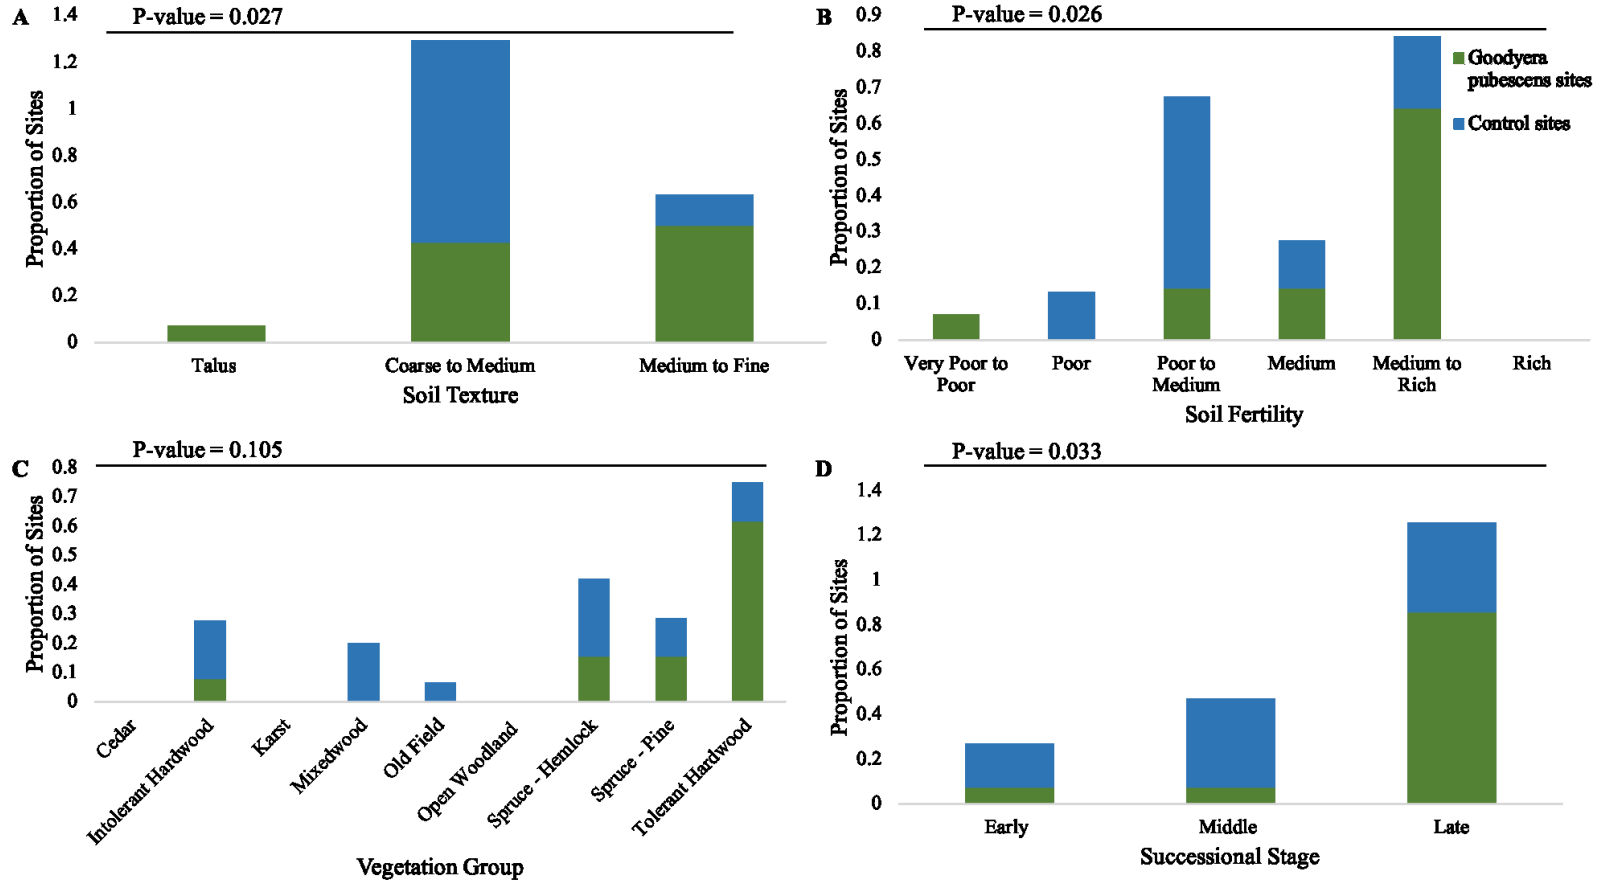 A
P-value = 0.027
1.4
1.2
1
0.8
0.6
0.4
0.2
0
Proportion of Sites
Talus
Coarse to Medium
Medium to Fine
Soil Texture
B
P-value = 0.026
0.9
0.8
0.7
0.6
0.5
0.4
0.3
0.2
0.1
0
Proportion of Sites
Goodyera
pubescens sites
Control sites
Very Poor to
Poor
Poor
Poor to
Medium
Medium
Medium to
Rich
Rich
Soil Fertility
C
P-value = 0.105
0.8
0.7
0.6
0.5
0.4
0.3
0.2
0.1
0
Proportion of Sites
Cedar
Intolerant Hardwood
Karst
Mixedwood
Old Field
Open Woodland
Spruce - Hemlock
Spruce - Pine
Tolerant Hardwood
Vegetation Group
D
P-value = 0.033
1.4
1.2
1
0.8
0.6
0.4
0.2
0
Proportion of Sites
Early
Middle
Late
Successional Stage